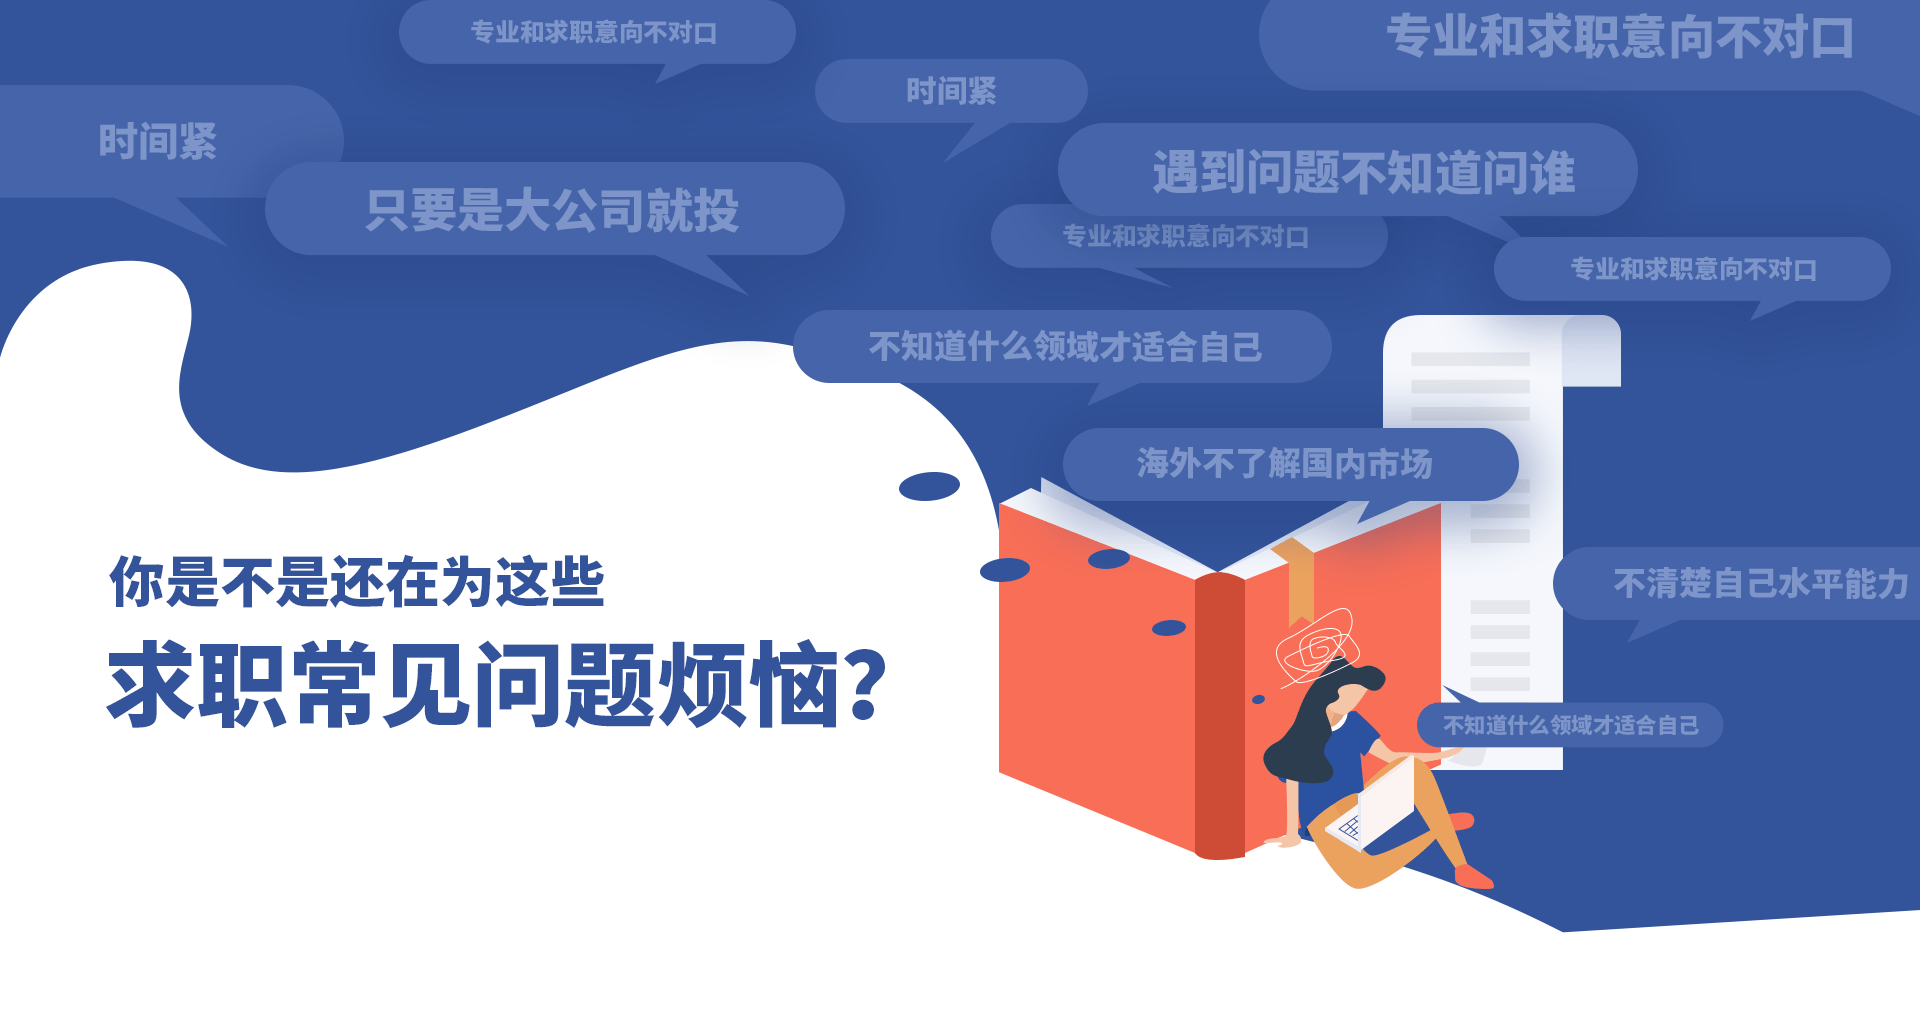 专业和求职意向不对口
专业和求职意向不对口
时间紧
时间紧
遇到问题不知道问谁
只要是大公司就投
专业和求职意向不对口
专业和求职意向不对口
不知道什么领域才适合自己
海外不了解国内市场
你是不是还在为这些
不清楚自己水平能力
求职常见问题烦恼?
不知道什么领域才适合自己